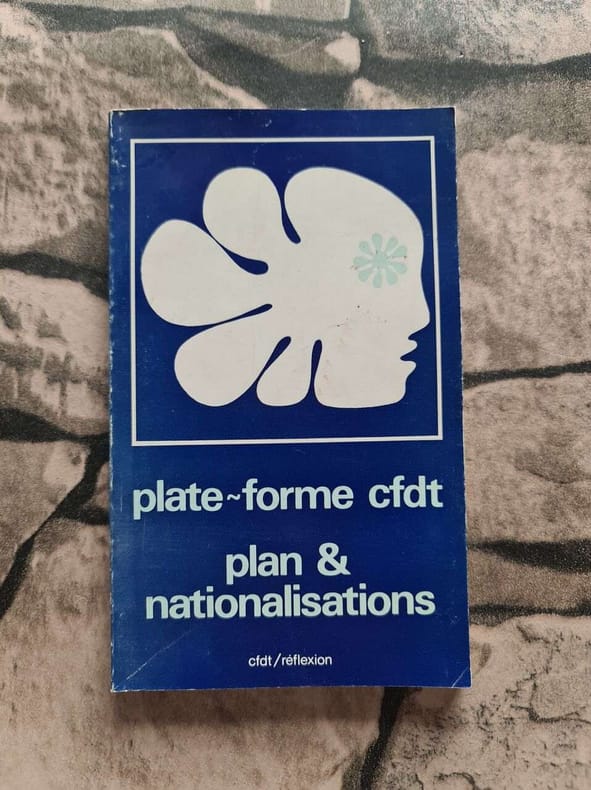 plate~forme cfdt
plan &
nationalisations
cfdt/réflexion